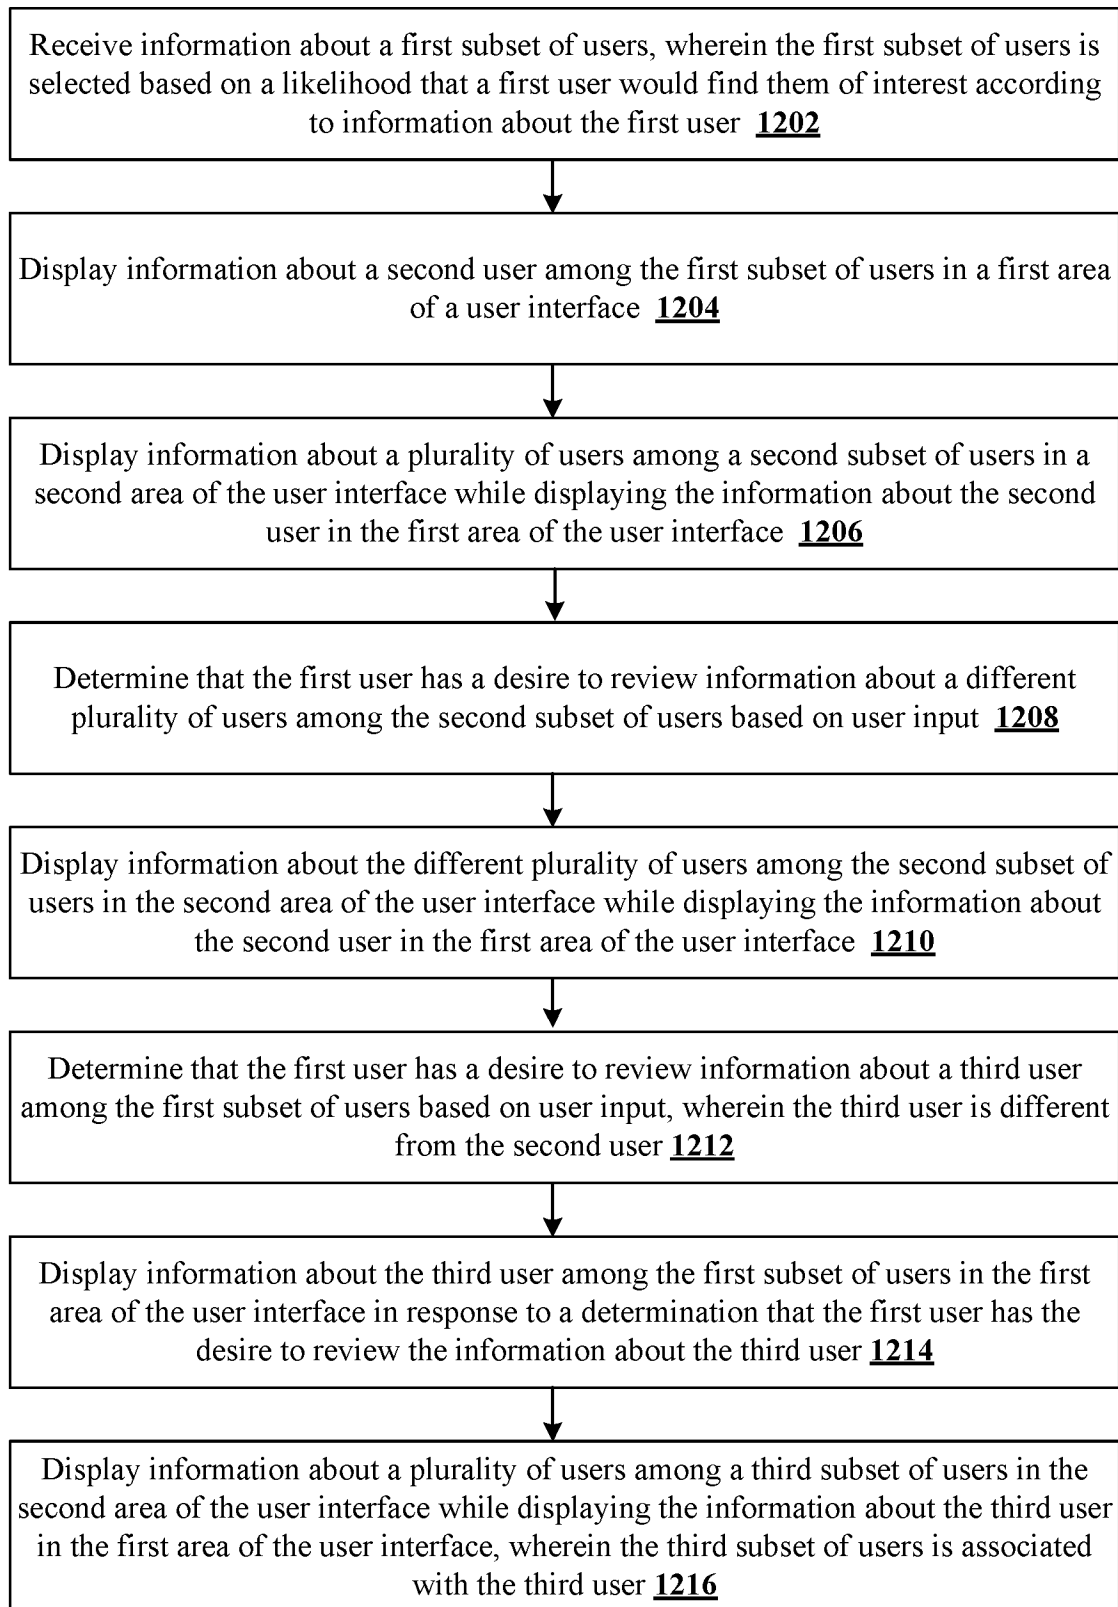 Receive information about a first subset of users, wherein the first subset of users is
selected based on a likelihood that a first user would find them of interest according
to information about the first user 1202
Display information about a second user among the first subset of users in a first area
of a user interface 1204
Display information about a plurality of users among a second subset of users in a
second area of the user interface while displaying the information about the second
user in the first area of the user interface 1206
Determine that the first user has a desire to review information about a different
plurality of users among the second subset of users based on user input 1208
Display information about the different plurality of users among the second subset of
users in the second area of the user interface while displaying the information about
the second user in the first area of the user interface 1210
Determine that the first user has a desire to review information about a third user
among the first subset of users based on user input, wherein the third user is different
from the second user 1212
Display information about the third user among the first subset of users in the first
area of the user interface in response to a determination that the first user has the
desire to review the information about the third user 1214
Display information about a plurality of users among a third subset of users in the
second area of the user interface while displaying the information about the third user
in the first area of the user interface, wherein the third subset of users is associated
with the third user 1216